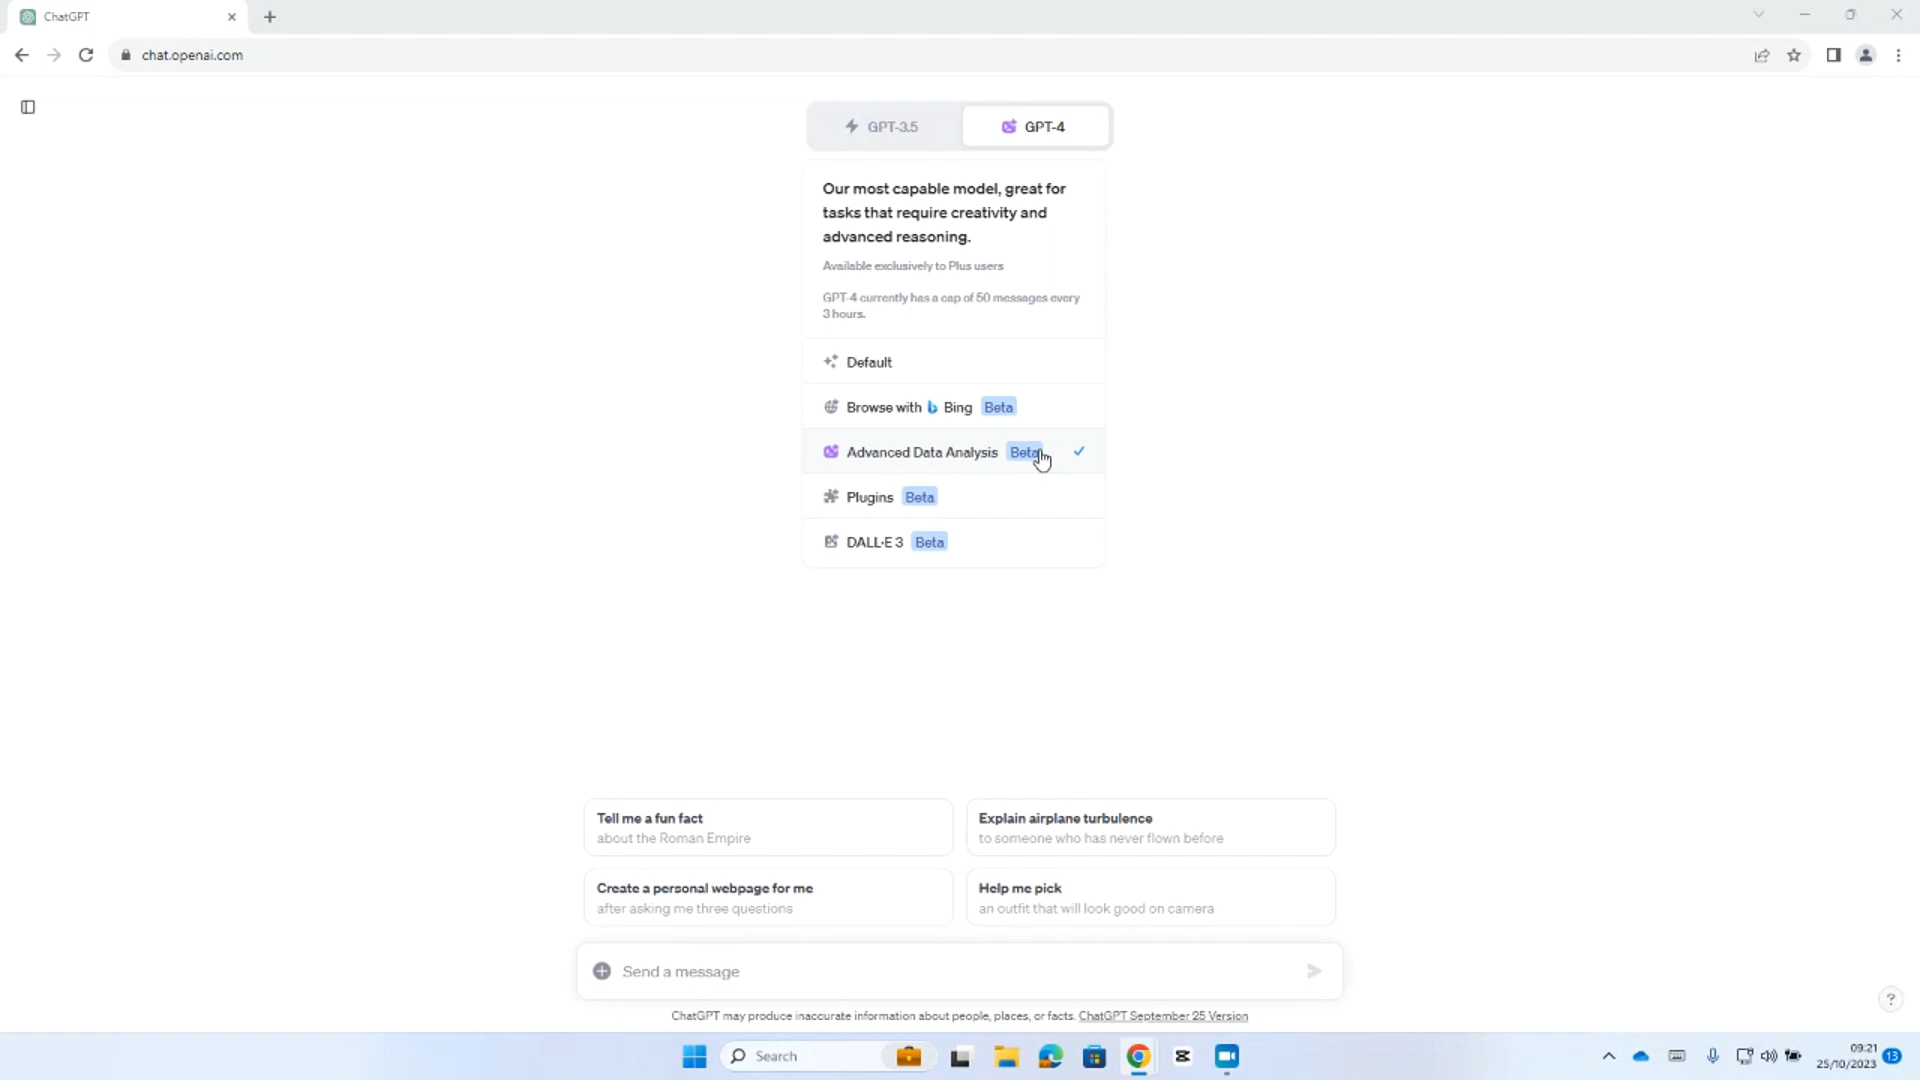 ChatGPT
chat.openai.com
GPT-3.5
GPT-4
Our most capable model, great for
tasks that require creativity and
advanced reasoning.
Available exclusively to Plus users
GPT-4 currently has a cap of 50 messages every
3 hours.
Default
Browse with Bing Beta
Advanced Data Analysis Beta
Plugins Beta
DALL·E 3 Beta
Tell me a fun fact
about the Roman Empire
Explain airplane turbulence
to someone who has never flown before
Create a personal webpage for me
after asking me three questions
Help me pick
an outfit that will look good on camera
Send a message
?
ChatGPT may produce inaccurate information about people, places, or facts. ChatGPT September 25 Version
Search
09:21
25/10/2023
13